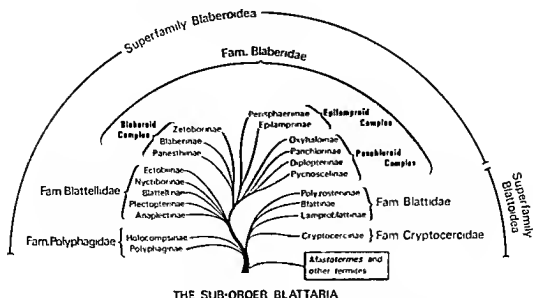 Superfamily Blaberoidea
Fam. Blaberidae
Blaberoid
Complex
Zetoborinae
Blaberinae
Panesthiinae
Perisphaeriinae
Epilamprinae
Epilamproid
Complex
Oxyhaloinae
Panchlorinae
Diplopterinae
Pycnoscelinae
Panchloroid
Complex
Fam Blattellidae
Ectobiinae
Nyctiborinae
Blattellinae
Plectopterinae
Anaplectinae
Polyzosteriinae
Blattinae
Lamproblattinae
Fam Blattidae
Superfamily
Blattoidea
Fam.Polyphagidae
Holocompsinae
Polyphaginae
Cryptocercinae
Fam Cryptocercidae
Mastotermes and
other termites
THE SUB-ORDER BLATTARIA